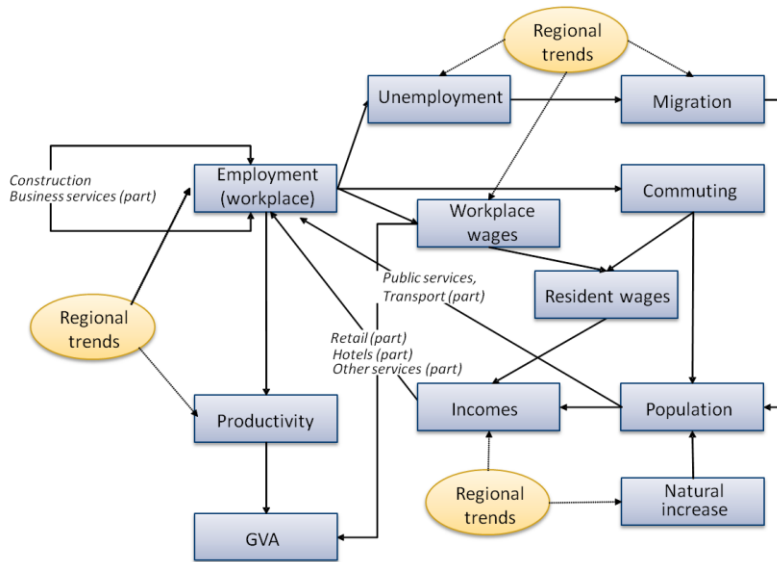 Regional
trends
Unemployment
Migration
Construction
Business services (part)
Employment
(workplace)
Commuting
Workplace
wages
Public services,
Transport (part)
Resident wages
Regional
trends
Retail (part)
Hotels (part)
Other services (part)
Productivity
Incomes
Population
Regional
trends
Natural
increase
GVA